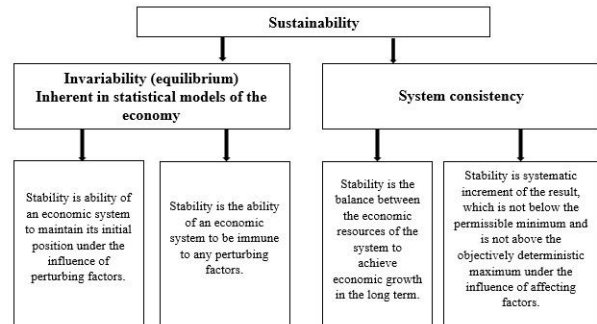 Sustainability
Invariability (equilibrium)
Inherent in statistical models of the
economy
System consistency
Stability is ability of
an economic system
to maintain its initial
position under the
influence of
perturbing factors.
Stability is the ability
of an economic
system to be immune
to any perturbing
factors.
Stability is the
balance between
the economic
resources of the
system to
achieve
economic growth
in the long term.
Stability is systematic
increment of the result,
which is not below the
permissible minimum and
is not above the
objectively deterministic
maximum under the
influence of affecting
factors.